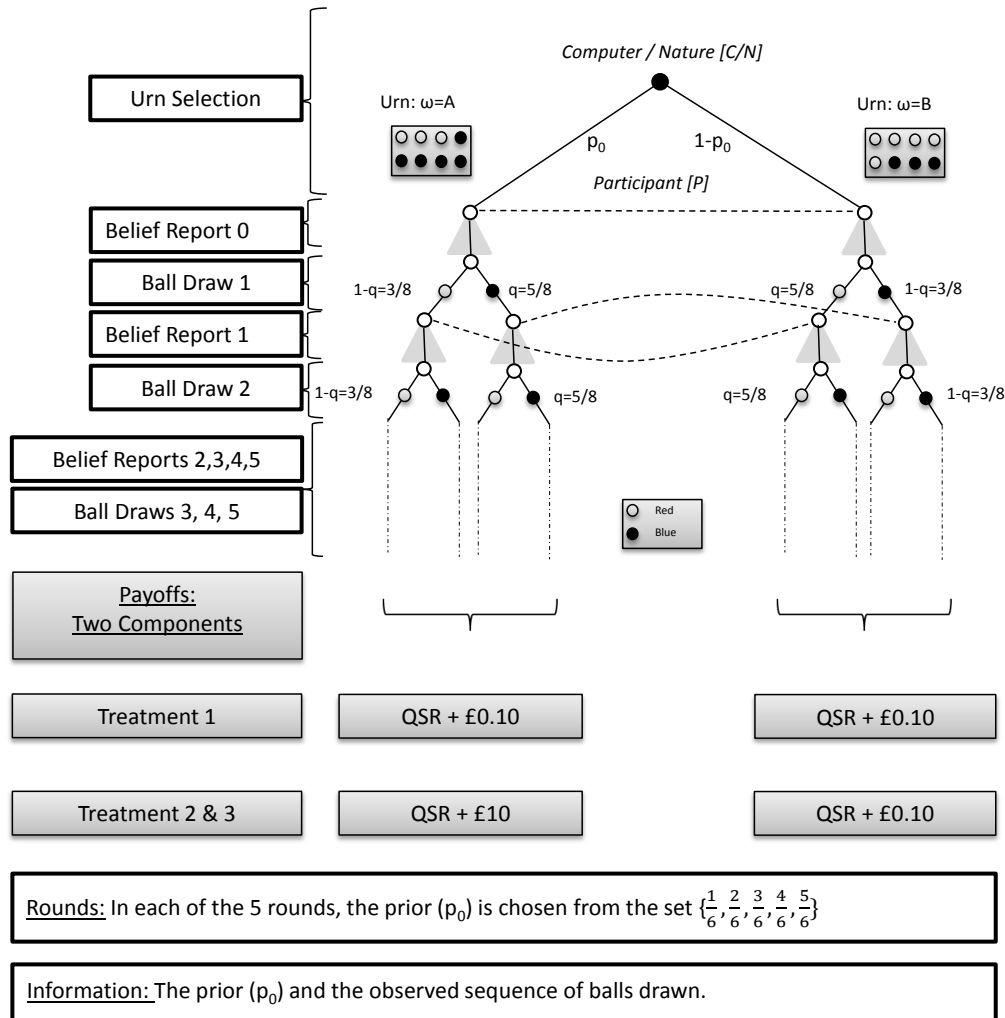 Computer / Nature [C/N]
Urn Selection
Urn: ω=A
Urn: ω=B
p₀
1-p₀
Participant [P]
Belief Report 0
Ball Draw 1
1-q=3/8
q=5/8
q=5/8
1-q=3/8
Belief Report 1
Ball Draw 2
1-q=3/8
q=5/8
q=5/8
1-q=3/8
Belief Reports 2,3,4,5
Ball Draws 3, 4, 5
Red
Blue
Payoffs:
Two Components
Treatment 1
QSR + £0.10
QSR + £0.10
Treatment 2 & 3
QSR + £10
QSR + £0.10
Rounds: In each of the 5 rounds, the prior (p₀) is chosen from the set {1/6, 2/6, 3/6, 4/6, 5/6}
Information: The prior (p₀) and the observed sequence of balls drawn.